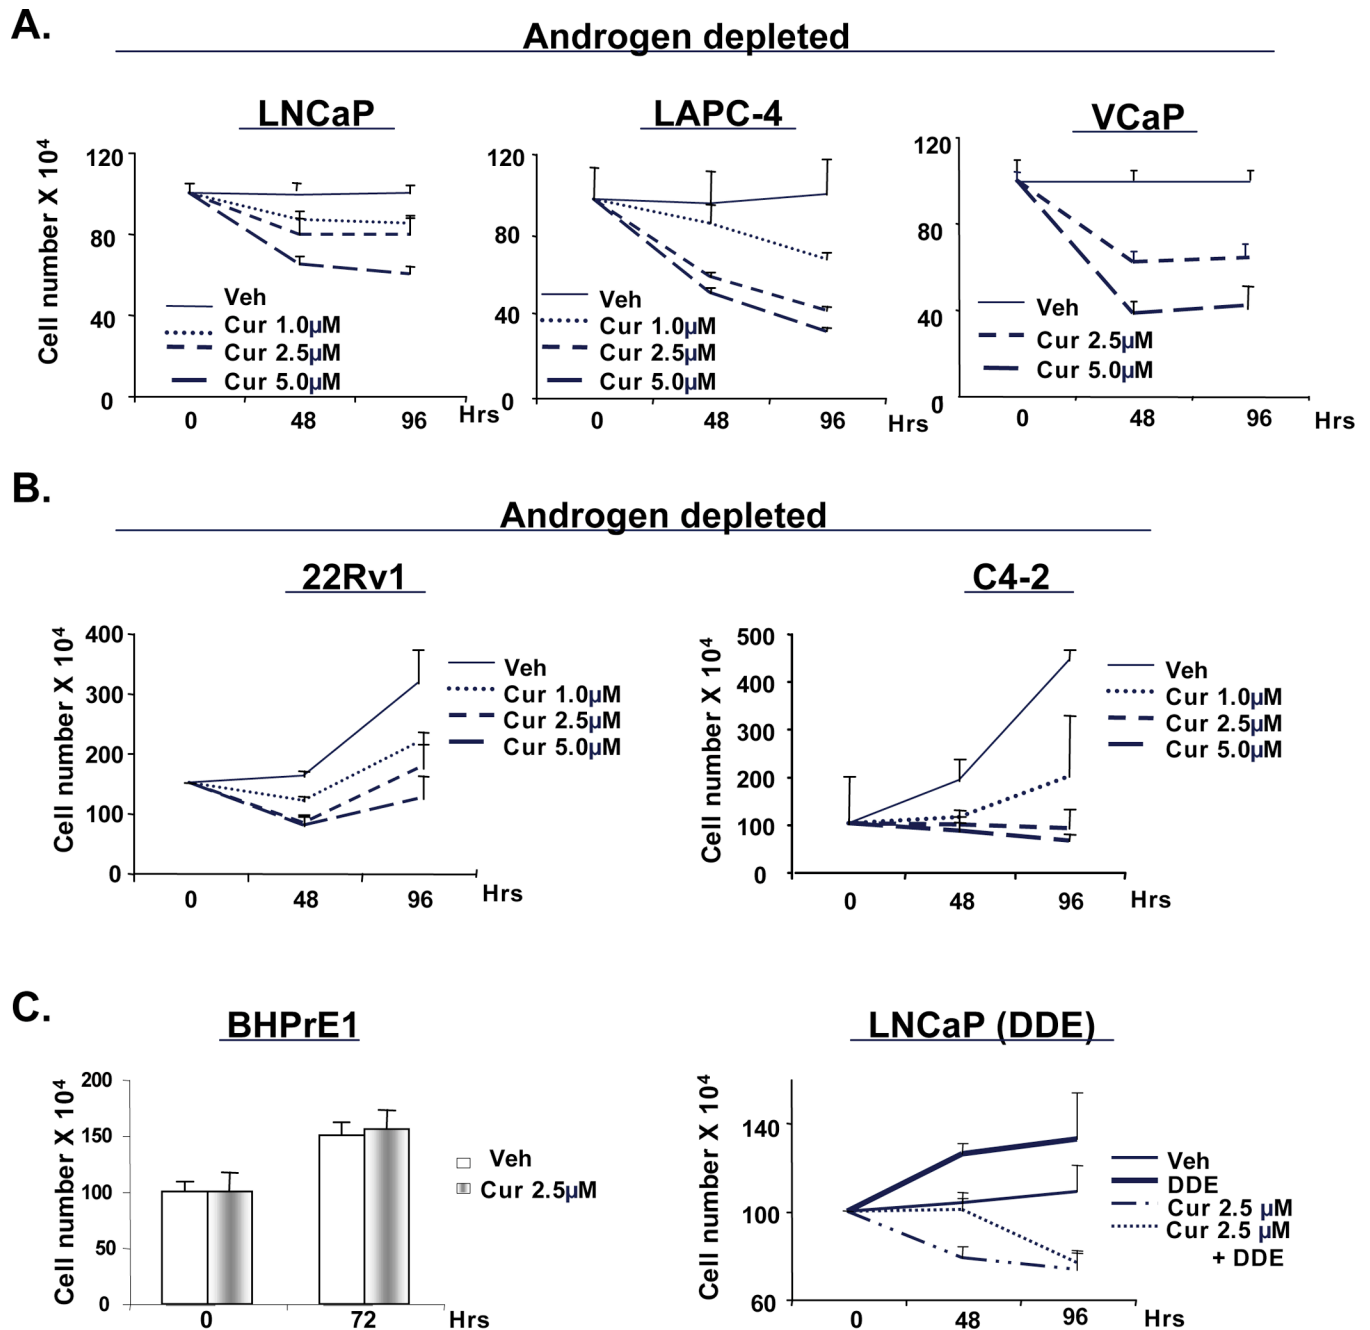 A.
Androgen depleted
LNCaP
LAPC-4
VCaP
Cell number X 10⁴
120
80
40
0
Veh
Cur 1.0µM
Cur 2.5µM
Cur 5.0µM
0
48
96
Hrs
120
80
40
0
Veh
Cur 1.0µM
Cur 2.5µM
Cur 5.0µM
0
48
96
Hrs
120
80
40
0
Veh
Cur 2.5µM
Cur 5.0µM
0
48
96
Hrs
B.
Androgen depleted
22Rv1
C4-2
Cell number X 10⁴
400
300
200
100
0
Veh
Cur 1.0µM
Cur 2.5µM
Cur 5.0µM
0
48
96
Hrs
Cell number X 10⁴
500
400
300
200
100
0
Veh
Cur 1.0µM
Cur 2.5µM
Cur 5.0µM
0
48
96
Hrs
C.
BHPrE1
LNCaP (DDE)
Cell number X 10⁴
200
150
100
50
0
Veh
Cur 2.5µM
0
72
Hrs
Cell number X 10⁴
140
100
60
Veh
DDE
Cur 2.5 µM
Cur 2.5 µM
+ DDE
0
48
96
Hrs